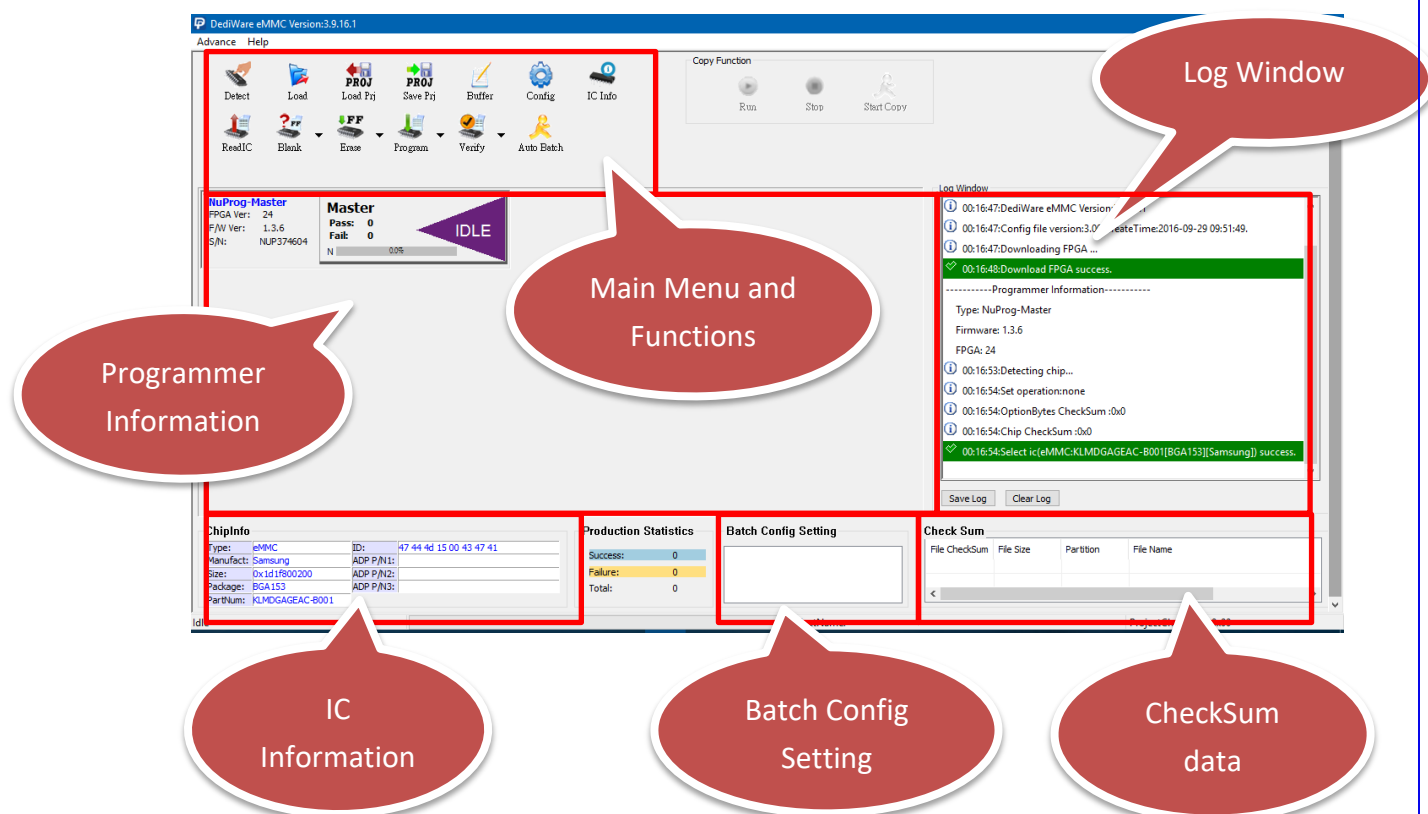 DediWare eMMC Version:3.9.16.1
Advance Help
Detect Load Load Prj Save Prj Buffer Config IC Info
ReadIC Blank Erase Program Verify Auto Batch
Copy Function
Run Stop Start Copy
Log Window
Main Menu and
Functions
Programmer
Information
NuProg-Master
FPGA Ver: 24
F/W Ver: 1.3.6
S/N: NUP374604
Master
Pass: 0
Fail: 0
N 0.0%
IDLE
Log Window
00:16:47:DediWare eMMC Version
00:16:47:Config file version:3.0 eateTime:2016-09-29 09:51:49.
00:16:47:Downloading FPGA ...
00:16:48:Download FPGA success.
-----------Programmer Information-----------
Type: NuProg-Master
Firmware: 1.3.6
FPGA: 24
00:16:53:Detecting chip...
00:16:54:Set operation:none
00:16:54:OptionBytes CheckSum :0x0
00:16:54:Chip CheckSum :0x0
00:16:54:Select ic(eMMC:KLMDGAGEAC-B001[BGA153][Samsung]) success.
Save Log Clear Log
ChipInfo
Type: eMMC ID: 47 44 4d 15 00 43 47 41
Manufact: Samsung ADP P/N1:
Size: 0x1d1f800200 ADP P/N2:
Package: BGA153 ADP P/N3:
PartNum: KLMDGAGEAC-B001
Production Statistics
Success: 0
Failure: 0
Total: 0
Batch Config Setting
Check Sum
File CheckSum File Size Partition File Name
IC
Information
Batch Config
Setting
CheckSum
data